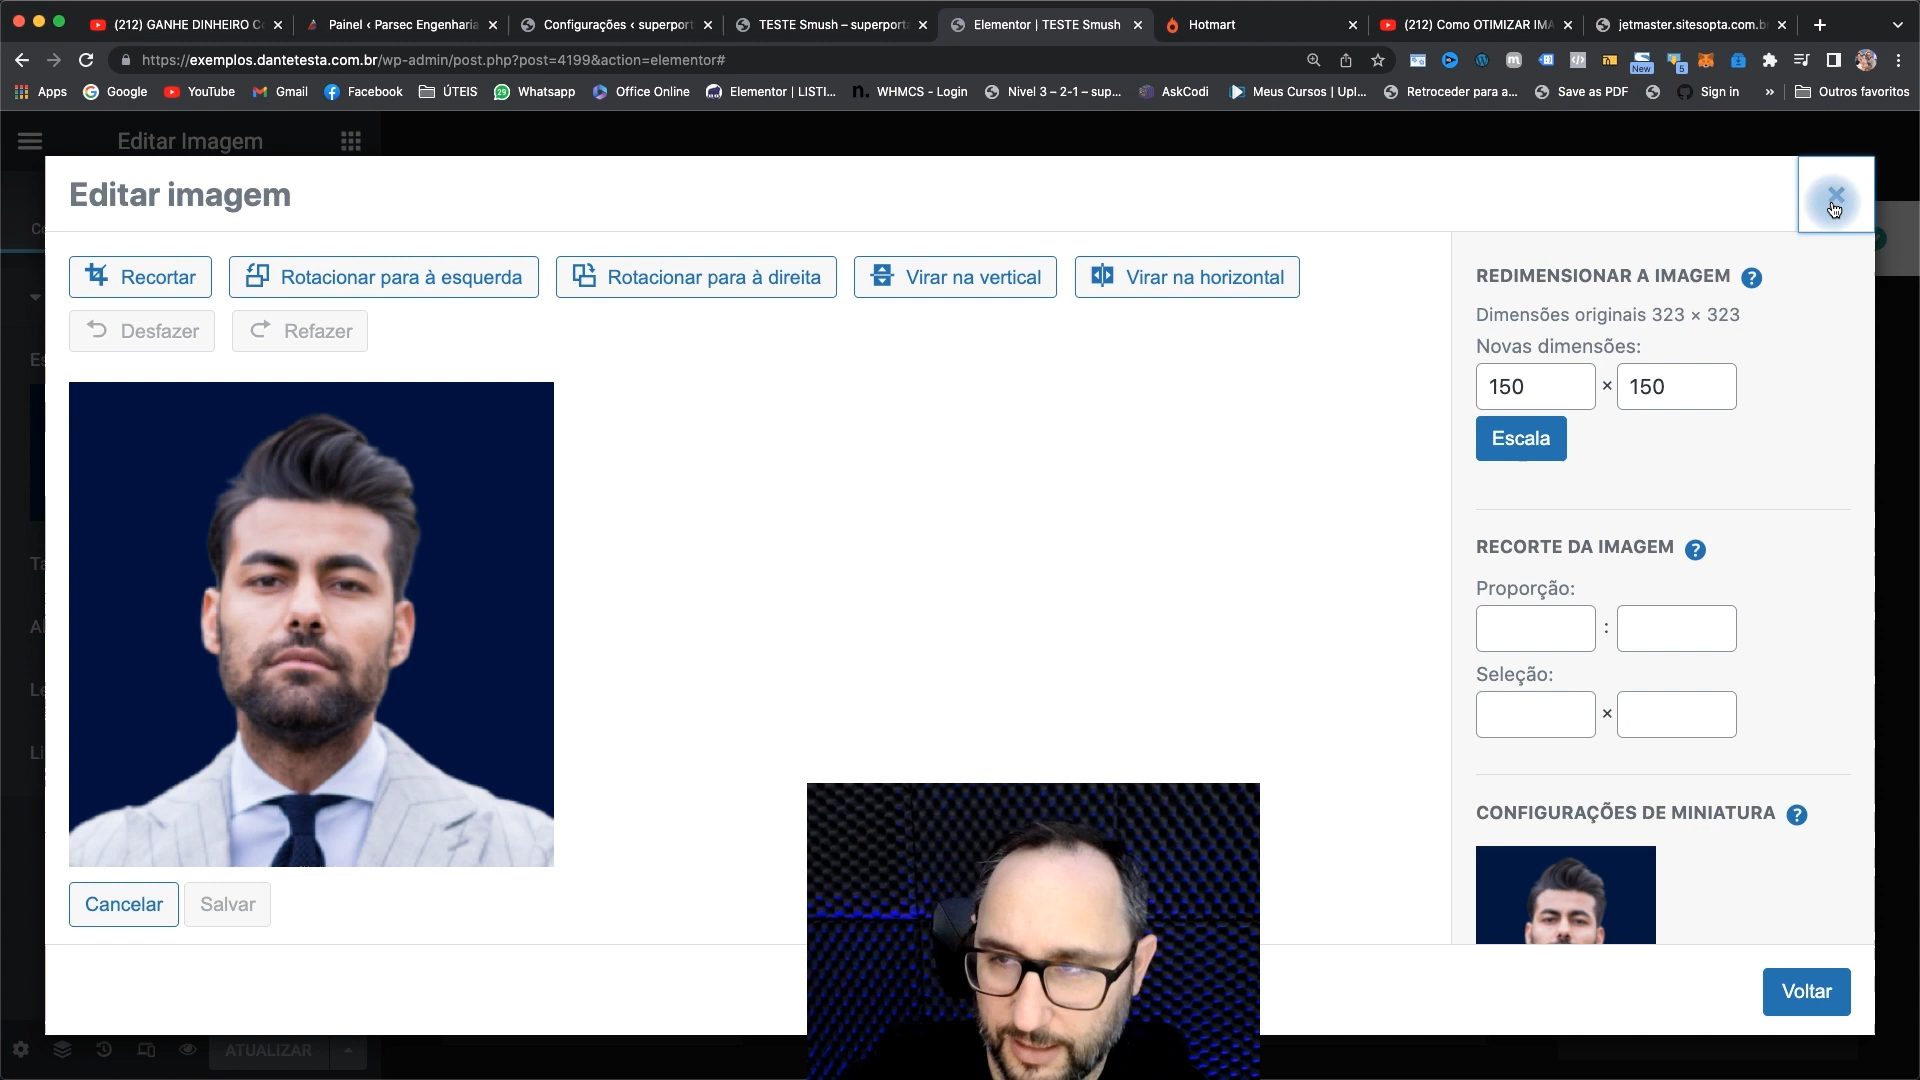 (212) GANHE DINHEIRO C
Painel ‹ Parsec Engenharia
Configurações ‹ superport
TESTE Smush – superport
Elementor | TESTE Smush
Hotmart
(212) Como OTIMIZAR IMA
jetmaster.sitesopta.com.b
https://exemplos.dantetesta.com.br/wp-admin/post.php?post=4199&action=elementor#
New
5
Apps
Google
YouTube
Gmail
Facebook
ÚTEIS
Whatsapp
Office Online
Elementor | LISTI...
WHMCS - Login
Nivel 3 – 2-1 – sup...
AskCodi
Meus Cursos | Upl...
Retroceder para a...
Save as PDF
Sign in
»
Outros favoritos
Editar Imagem
Editar imagem
Recortar
Rotacionar para à esquerda
Rotacionar para à direita
Virar na vertical
Virar na horizontal
Desfazer
Refazer
Cancelar
Salvar
REDIMENSIONAR A IMAGEM ?
Dimensões originais 323 × 323
Novas dimensões:
150 × 150
Escala
RECORTE DA IMAGEM ?
Proporção:
:
Seleção:
×
CONFIGURAÇÕES DE MINIATURA ?
Voltar
ATUALIZAR